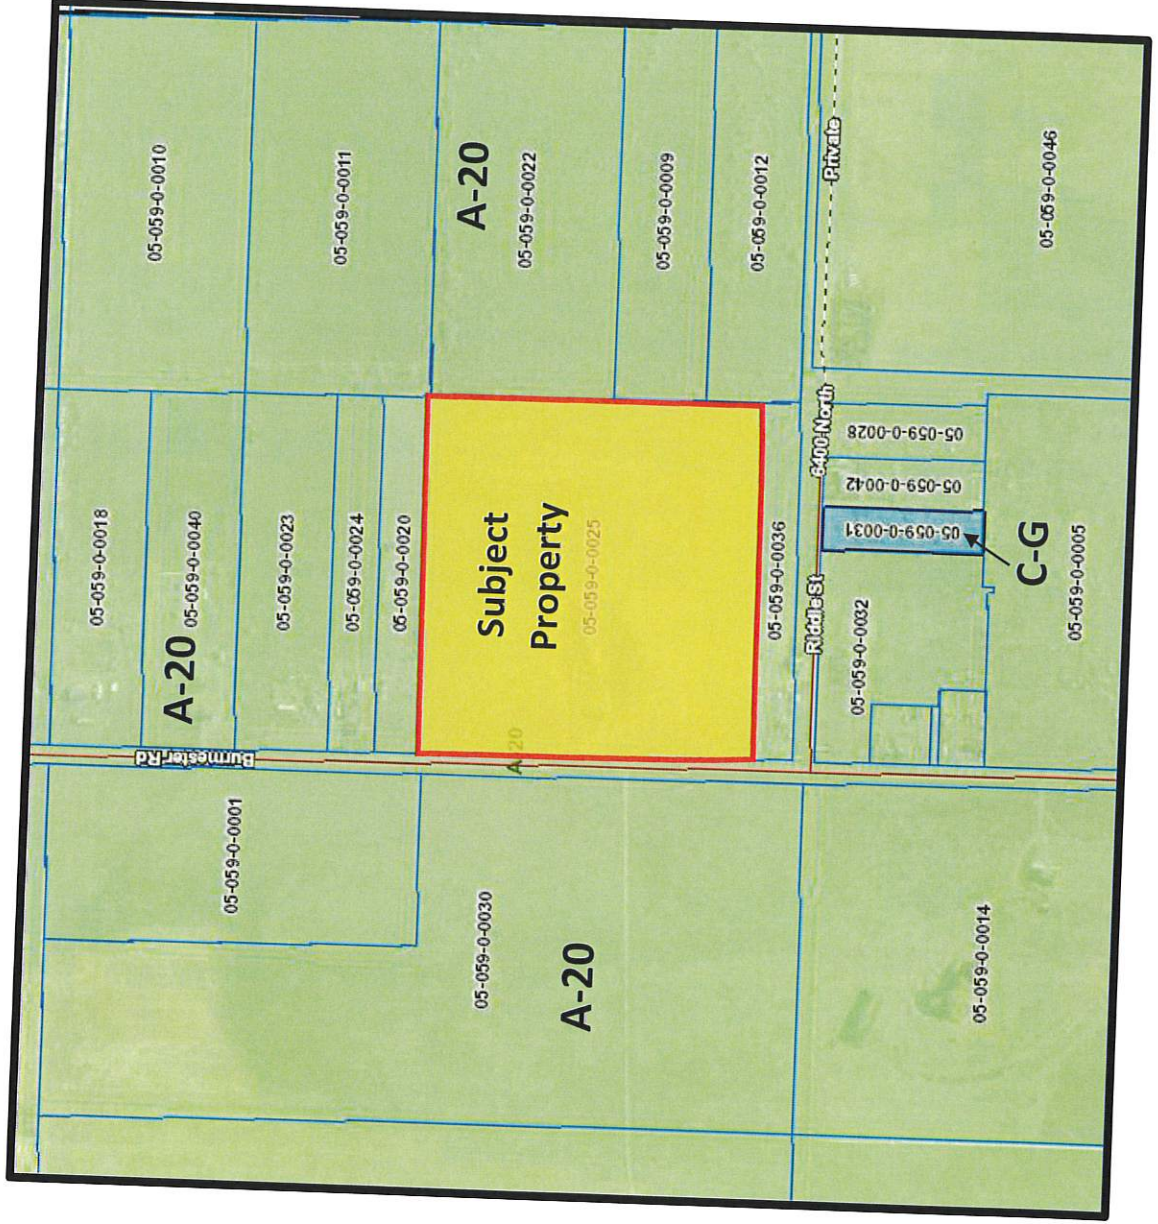 05-059-0-0018
05-059-0-0010
A-20
05-059-0-0040
Burmester Rd
05-059-0-0001
05-059-0-0023
05-059-0-0011
05-059-0-0024
05-059-0-0020
A-20
05-059-0-0022
05-059-0-0030
Subject
Property
05-059-0-0025
A-20
A-20
05-059-0-0009
05-059-0-0012
05-059-0-0036
Riddle St
6400 North
Private
05-059-0-0032
05-059-0-0031
05-059-0-0042
05-059-0-0028
05-059-0-0014
C-G
05-059-0-0046
05-059-0-0005